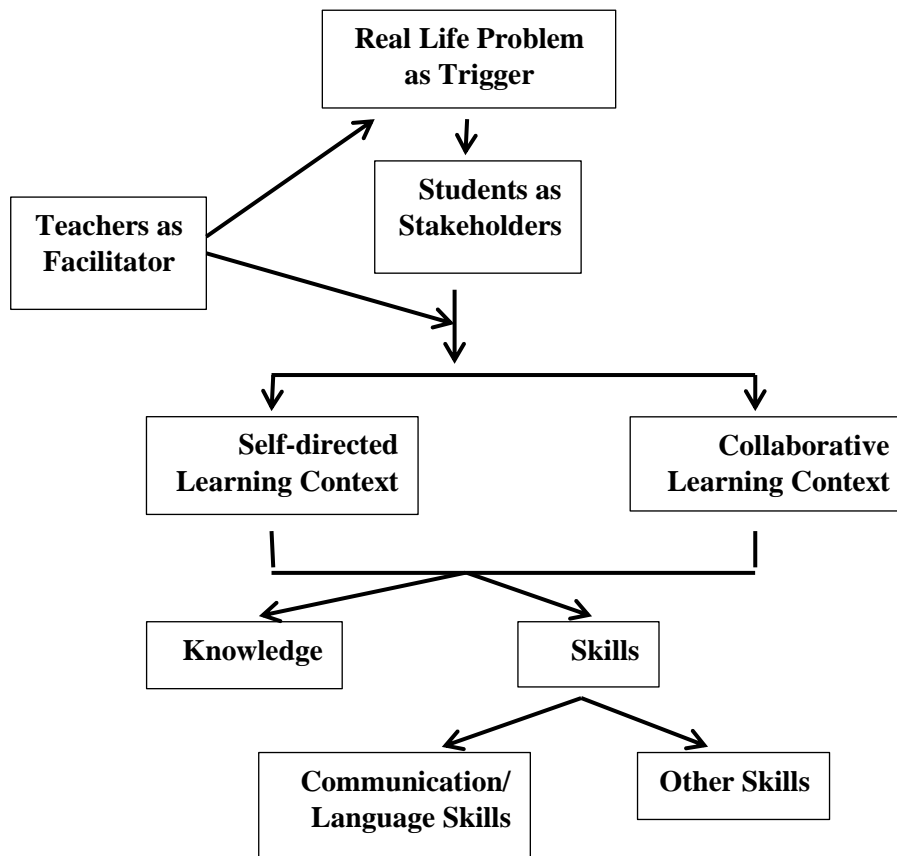 Real Life Problem
as Trigger
Students as
Stakeholders
Teachers as
Facilitator
Self-directed
Learning Context
Collaborative
Learning Context
Knowledge
Skills
Communication/
Language Skills
Other Skills